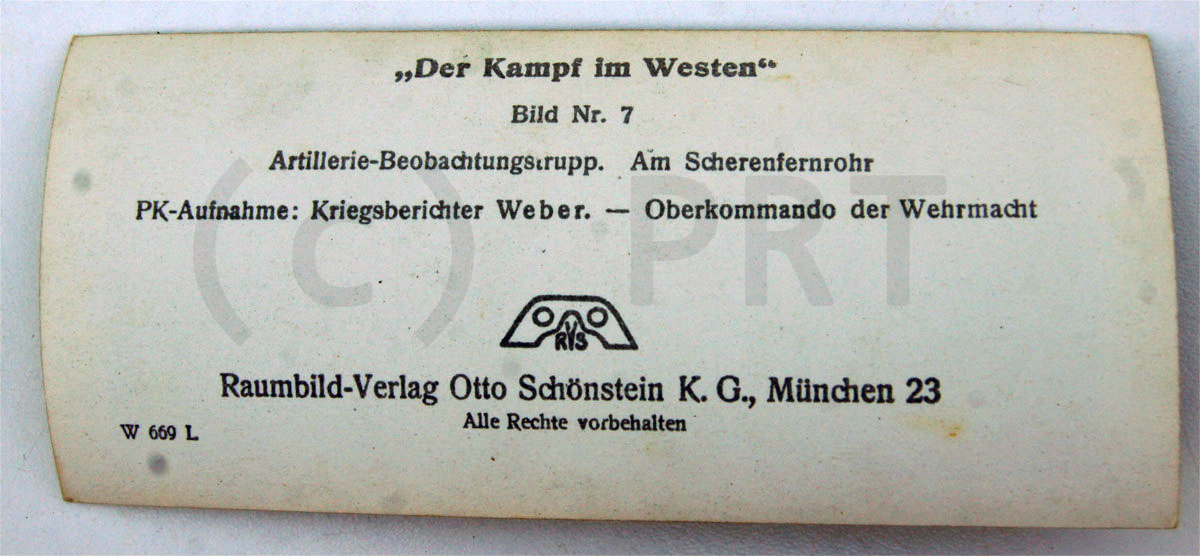 „Der Kampf im Westen“
Bild Nr. 7
Artillerie-Beobachtungstrupp. Am Scherenfernrohr
PK-Aufnahme: Kriegsberichter Weber. — Oberkommando der Wehrmacht
(c) PRT
RVS
Raumbild-Verlag Otto Schönstein K. G., München 23
Alle Rechte vorbehalten
W 669 L